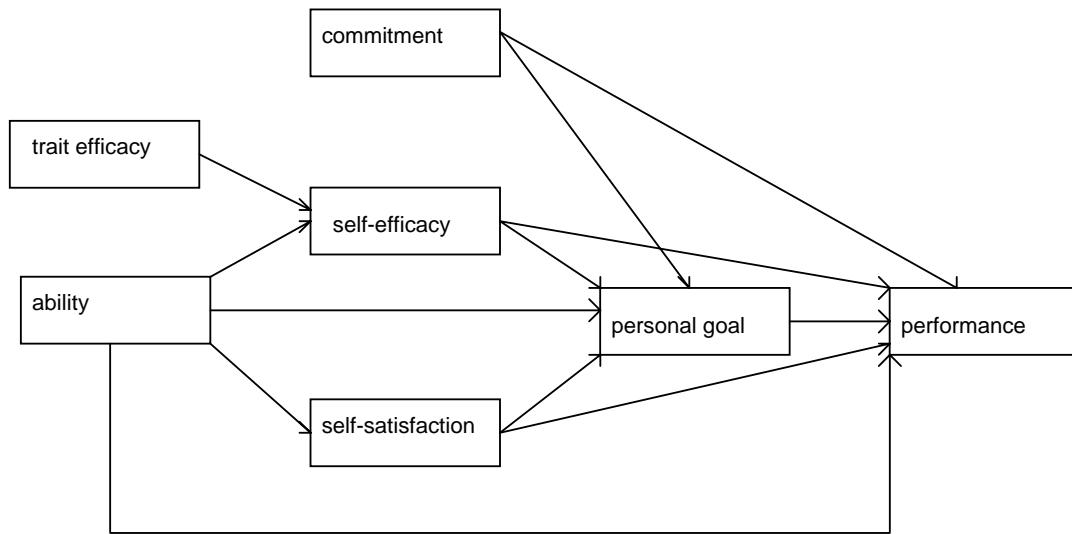 commitment
trait efficacy
self-efficacy
ability
personal goal
performance
self-satisfaction